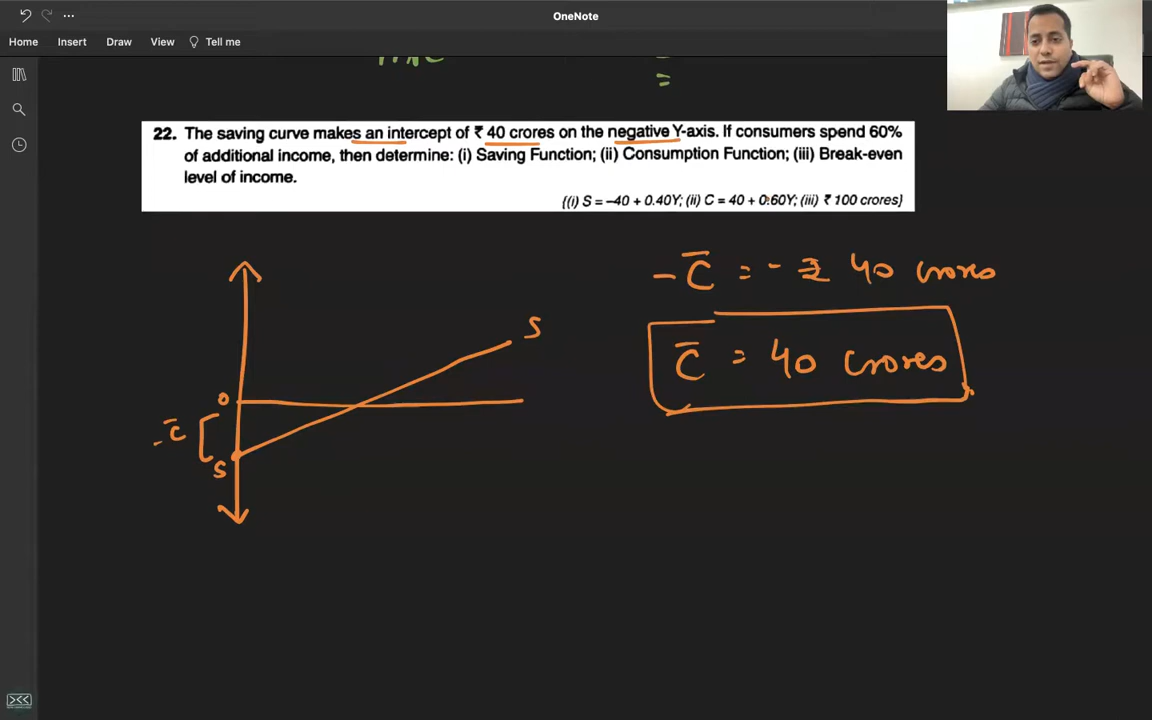 OneNote
Home Insert Draw View Tell me
=
22. The saving curve makes an intercept of ₹ 40 crores on the negative Y-axis. If consumers spend 60%
of additional income, then determine: (i) Saving Function; (ii) Consumption Function; (iii) Break-even
level of income.
{(i) S = –40 + 0.40Y; (ii) C = 40 + 0.60Y; (iii) ₹ 100 crores}
S
0
-C̄
S
-C̄ = - ₹ 40 crores
C̄ = 40 crores